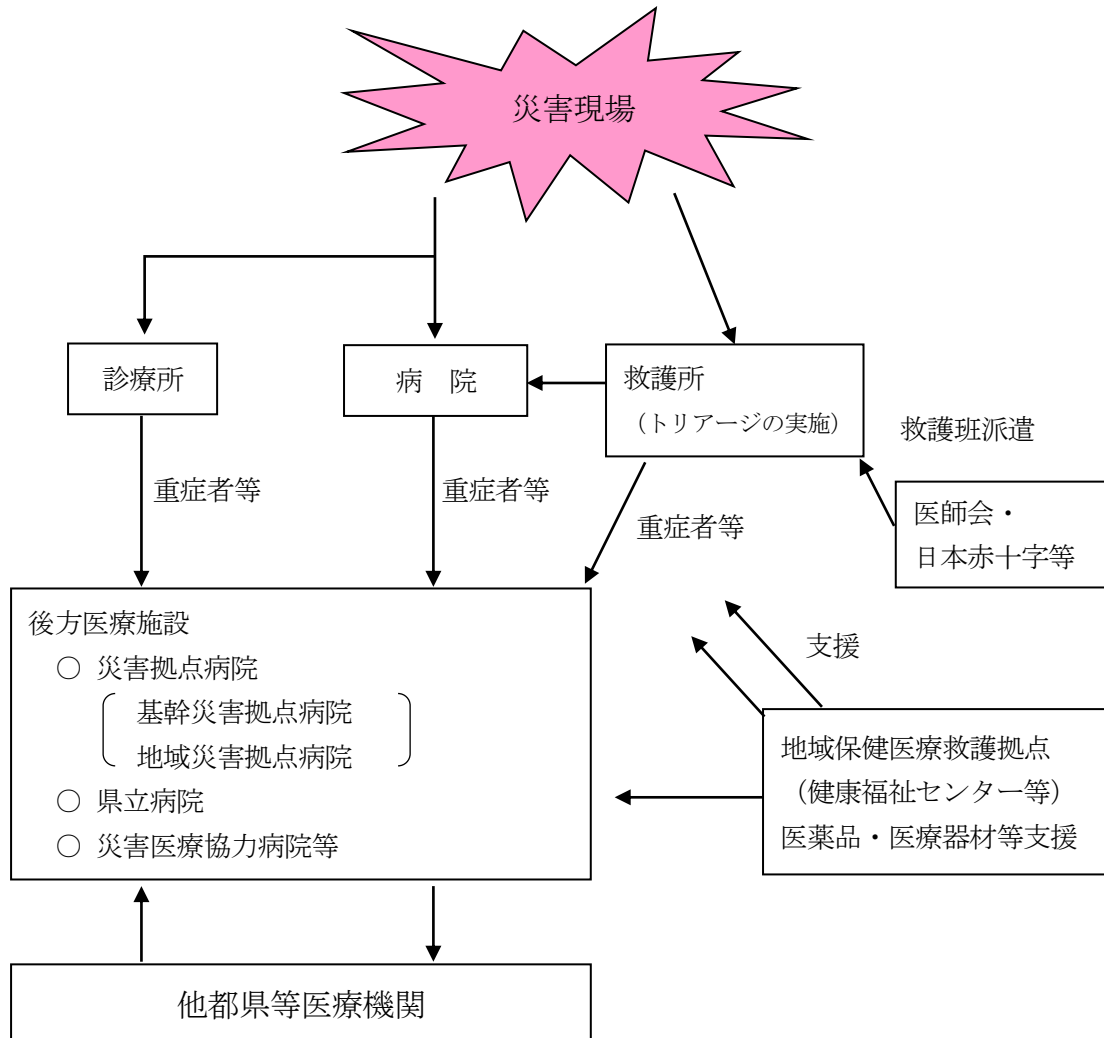 災害現場
診療所
病　院
救護所
（トリアージの実施）
救護班派遣
医師会・
日本赤十字等
重症者等
重症者等
重症者等
後方医療施設
○ 災害拠点病院
基幹災害拠点病院
地域災害拠点病院
○ 県立病院
○ 災害医療協力病院等
支援
地域保健医療救護拠点
（健康福祉センター等）
医薬品・医療器材等支援
他都県等医療機関